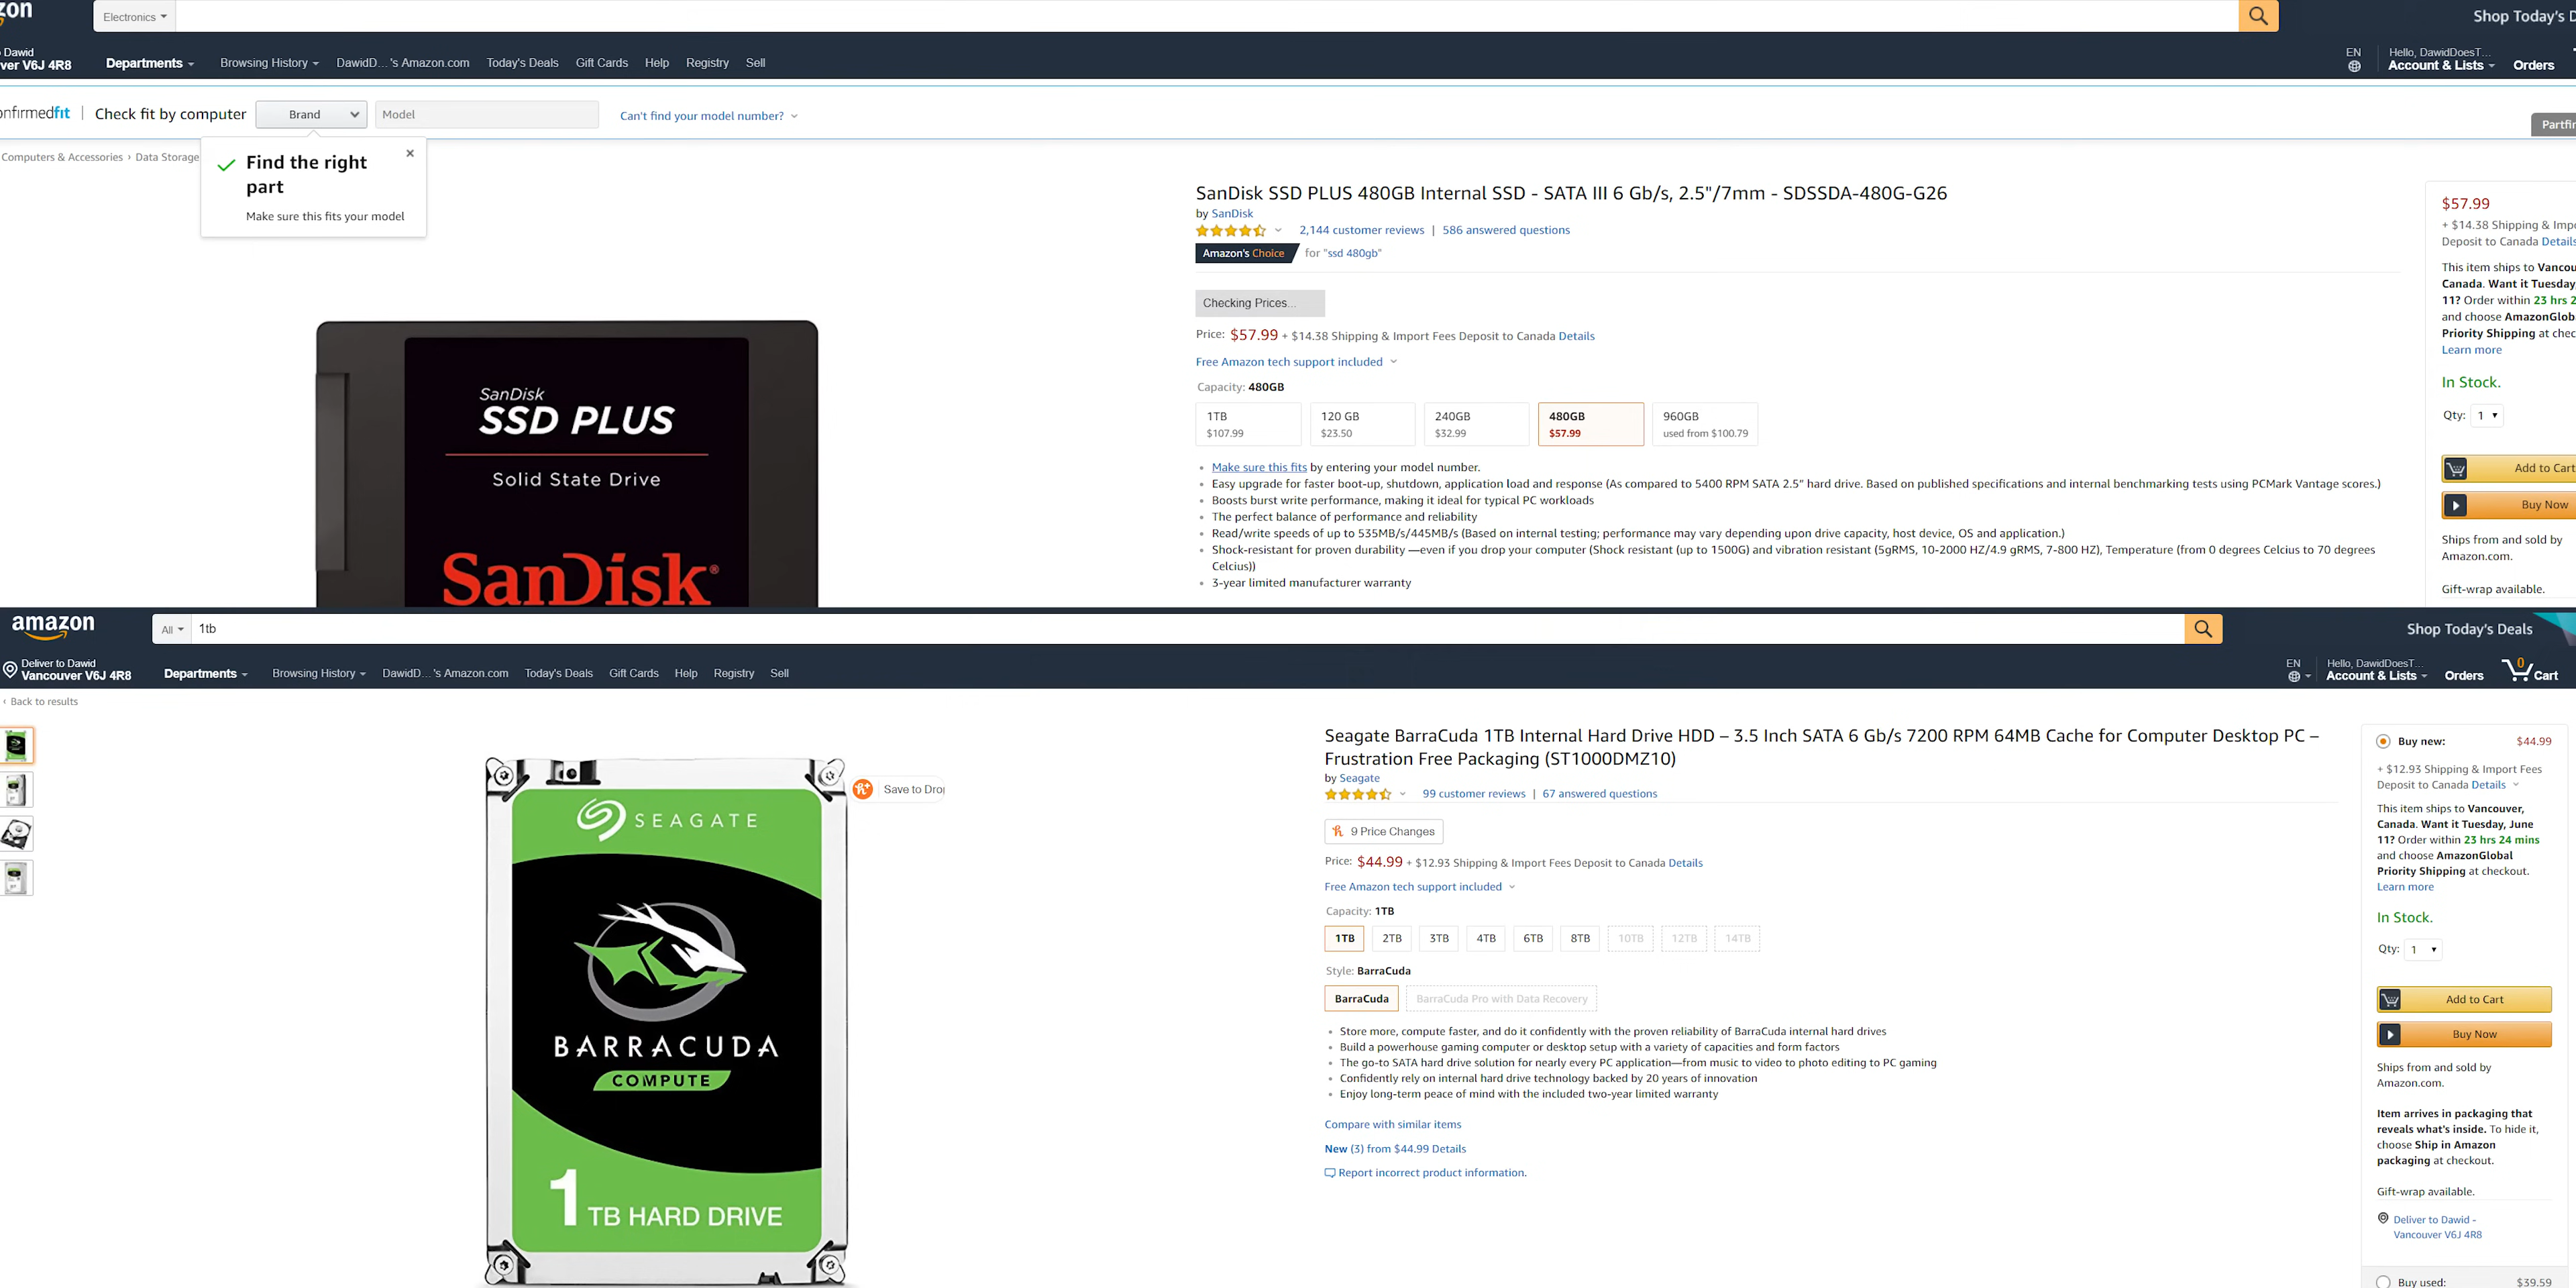 zon
Electronics
Shop Today's D
Dawid
ver V6J 4R8
Departments
Browsing History
DawidD... 's Amazon.com
Today's Deals
Gift Cards
Help
Registry
Sell
EN
Hello, DawidDoesT...
Account & Lists
Orders
onfirmedfit
Check fit by computer
Brand
Model
Can't find your model number?
Partfin
Computers & Accessories › Data Storage
Find the right
part
Make sure this fits your model
SanDisk
SSD PLUS
Solid State Drive
SanDisk®
SanDisk SSD PLUS 480GB Internal SSD - SATA III 6 Gb/s, 2.5"/7mm - SDSSDA-480G-G26
by SanDisk
2,144 customer reviews | 586 answered questions
Amazon's Choice for "ssd 480gb"
Checking Prices...
Price: $57.99 + $14.38 Shipping & Import Fees Deposit to Canada Details
Free Amazon tech support included
Capacity: 480GB
1TB
$107.99
120 GB
$23.50
240GB
$32.99
480GB
$57.99
960GB
used from $100.79
Make sure this fits by entering your model number.
Easy upgrade for faster boot-up, shutdown, application load and response (As compared to 5400 RPM SATA 2.5" hard drive. Based on published specifications and internal benchmarking tests using PCMark Vantage scores.)
Boosts burst write performance, making it ideal for typical PC workloads
The perfect balance of performance and reliability
Read/write speeds of up to 535MB/s/445MB/s (Based on internal testing; performance may vary depending upon drive capacity, host device, OS and application.)
Shock-resistant for proven durability —even if you drop your computer (Shock resistant (up to 1500G) and vibration resistant (5gRMS, 10-2000 HZ/4.9 gRMS, 7-800 HZ), Temperature (from 0 degrees Celcius to 70 degrees
Celcius))
3-year limited manufacturer warranty
$57.99
+ $14.38 Shipping & Impo
Deposit to Canada Details
This item ships to Vancou
Canada. Want it Tuesday,
11? Order within 23 hrs 2
and choose AmazonGlob
Priority Shipping at chec
Learn more
In Stock.
Qty: 1
Add to Cart
Buy Now
Ships from and sold by
Amazon.com.
Gift-wrap available.
amazon
All
1tb
Shop Today's Deals
Deliver to Dawid
Vancouver V6J 4R8
Departments
Browsing History
DawidD... 's Amazon.com
Today's Deals
Gift Cards
Help
Registry
Sell
EN
Hello, DawidDoesT...
Account & Lists
Orders
0
Cart
‹ Back to results
SEAGATE
BARRACUDA
COMPUTE
1 TB HARD DRIVE
Save to Dro
Seagate BarraCuda 1TB Internal Hard Drive HDD – 3.5 Inch SATA 6 Gb/s 7200 RPM 64MB Cache for Computer Desktop PC –
Frustration Free Packaging (ST1000DMZ10)
by Seagate
99 customer reviews | 67 answered questions
9 Price Changes
Price: $44.99 + $12.93 Shipping & Import Fees Deposit to Canada Details
Free Amazon tech support included
Capacity: 1TB
1TB
2TB
3TB
4TB
6TB
8TB
10TB
12TB
14TB
Style: BarraCuda
BarraCuda
BarraCuda Pro with Data Recovery
Store more, compute faster, and do it confidently with the proven reliability of BarraCuda internal hard drives
Build a powerhouse gaming computer or desktop setup with a variety of capacities and form factors
The go-to SATA hard drive solution for nearly every PC application—from music to video to photo editing to PC gaming
Confidently rely on internal hard drive technology backed by 20 years of innovation
Enjoy long-term peace of mind with the included two-year limited warranty
Compare with similar items
New (3) from $44.99 Details
Report incorrect product information.
Buy new: $44.99
+ $12.93 Shipping & Import Fees
Deposit to Canada Details
This item ships to Vancouver,
Canada. Want it Tuesday, June
11? Order within 23 hrs 24 mins
and choose AmazonGlobal
Priority Shipping at checkout.
Learn more
In Stock.
Qty: 1
Add to Cart
Buy Now
Ships from and sold by
Amazon.com.
Item arrives in packaging that
reveals what's inside. To hide it,
choose Ship in Amazon
packaging at checkout.
Gift-wrap available.
Deliver to Dawid -
Vancouver V6J 4R8
Buy used: $39.59